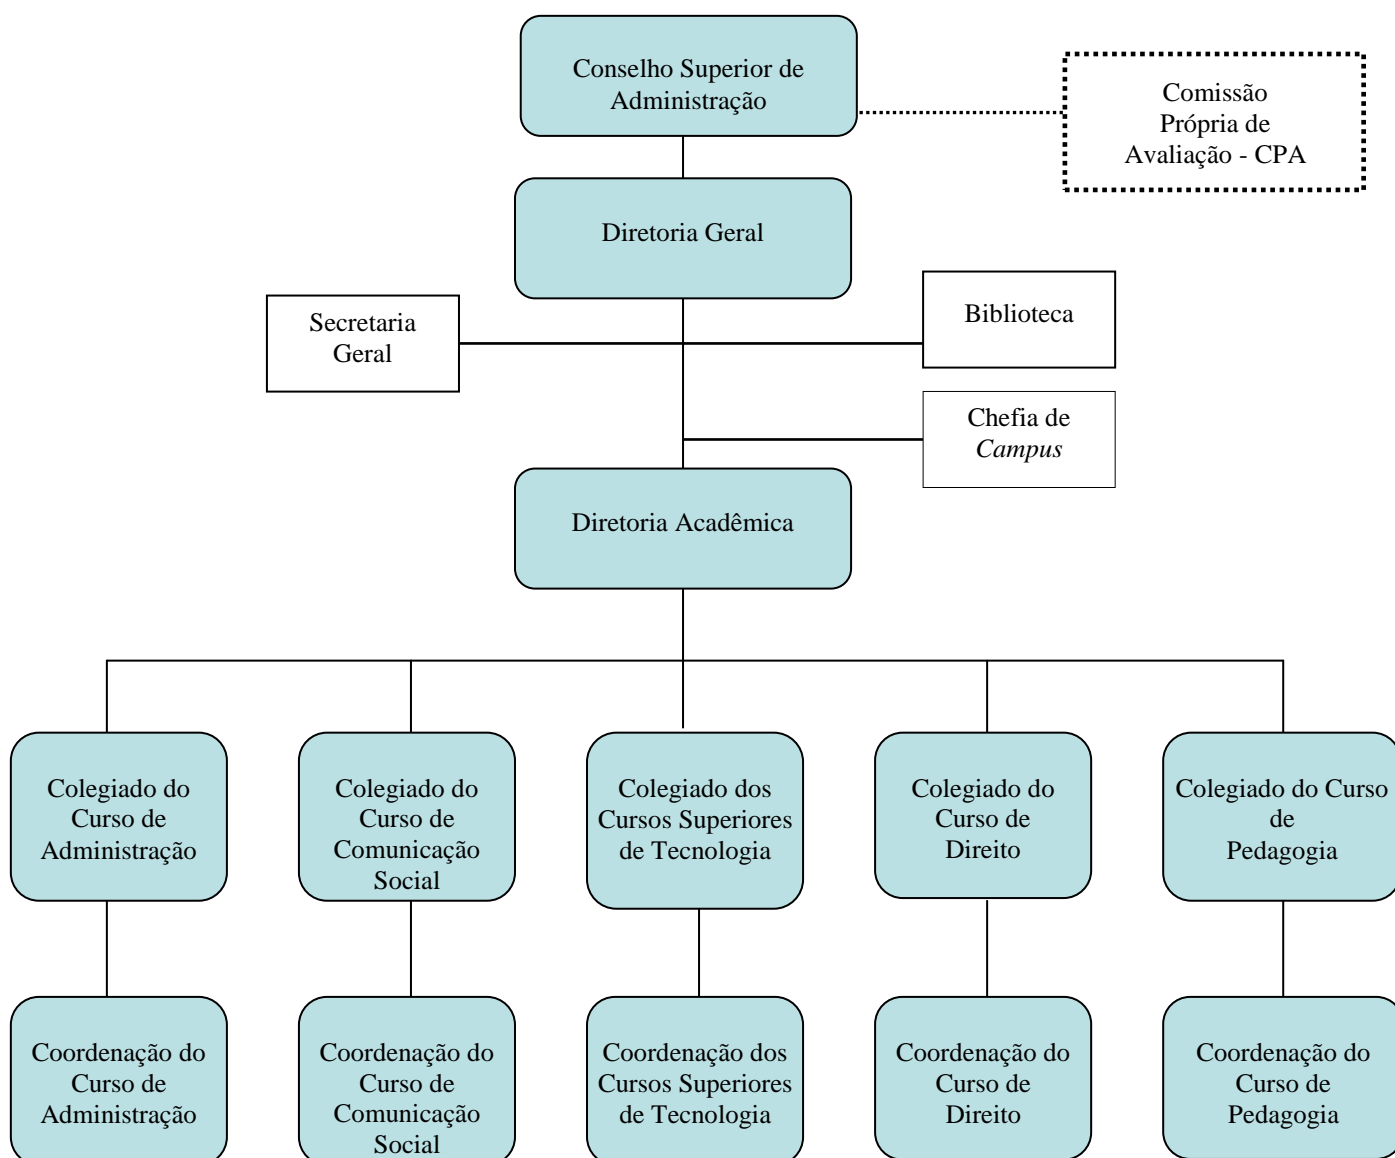 Conselho Superior de
Administração
Comissão
Própria de
Avaliação - CPA
Diretoria Geral
Secretaria
Geral
Biblioteca
Chefia de
Campus
Diretoria Acadêmica
Colegiado do
Curso de
Administração
Colegiado do
Curso de
Comunicação
Social
Colegiado dos
Cursos Superiores
de Tecnologia
Colegiado do
Curso de
Direito
Colegiado do Curso
de
Pedagogia
Coordenação do
Curso de
Administração
Coordenação do
Curso de
Comunicação
Social
Coordenação dos
Cursos Superiores
de Tecnologia
Coordenação do
Curso de
Direito
Coordenação do
Curso de
Pedagogia